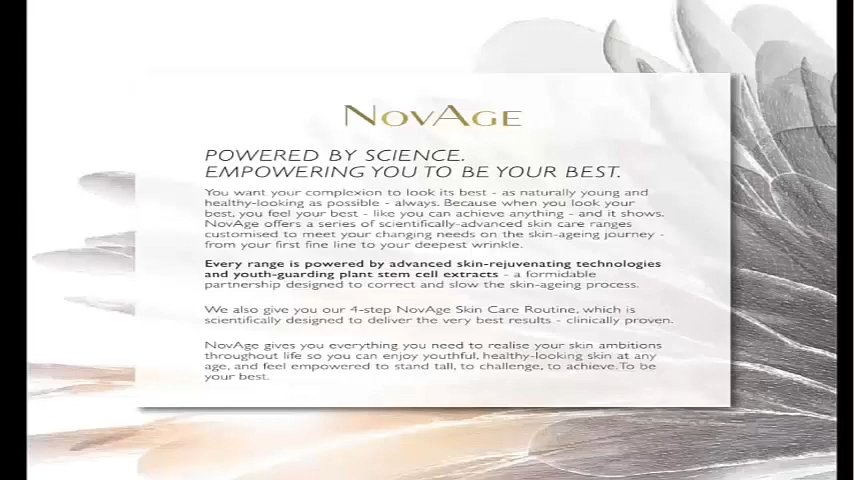 NOVAGE
POWERED BY SCIENCE.
EMPOWERING YOU TO BE YOUR BEST.
You want your complexion to look its best - as naturally young and
healthy-looking as possible - always. Because when you look your
best, you feel your best - like you can achieve anything - and it shows.
NovAge offers a series of scientifically-advanced skin care ranges
customised to meet your changing needs on the skin-ageing journey -
from your first fine line to your deepest wrinkle.
Every range is powered by advanced skin-rejuvenating technologies
and youth-guarding plant stem cell extracts - a formidable
partnership designed to correct and slow the skin-ageing process.
We also give you our 4-step NovAge Skin Care Routine, which is
scientifically designed to deliver the very best results - clinically proven.
NovAge gives you everything you need to realise your skin ambitions
throughout life so you can enjoy youthful, healthy-looking skin at any
age, and feel empowered to stand tall, to challenge, to achieve. To be
your best.